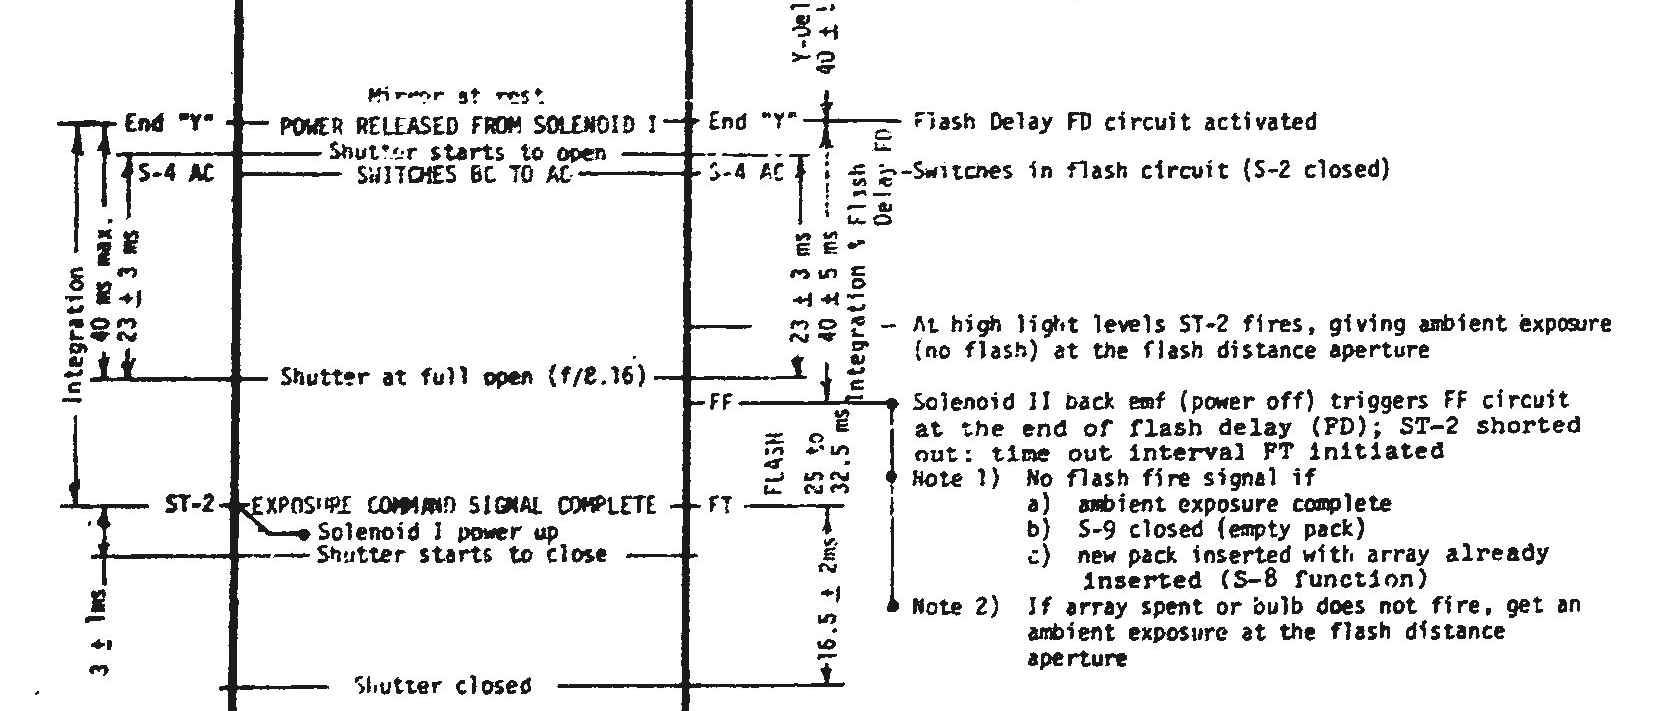 Y-Del
40 ±
Mirror at rest
End "Y" POWER RELEASED FROM SOLENOID I End "Y" Flash Delay FD circuit activated
Shutter starts to open
S-4 AC SWITCHES BC TO AC S-4 AC Switches in flash circuit (S-2 closed)
Integration
40 ms max.
23 ± 3 ms
23 ± 3 ms
40 ± 5 ms
Integration & Flash
Delay FD
At high light levels ST-2 fires, giving ambient exposure
(no flash) at the flash distance aperture
Shutter at full open (f/8.16)
FF Solenoid II back emf (power off) triggers FF circuit
at the end of flash delay (FD); ST-2 shorted
out: time out interval FT initiated
FLASH
25 to
32.5 ms
Note 1) No flash fire signal if
a) ambient exposure complete
b) S-9 closed (empty pack)
c) new pack inserted with array already
inserted (S-8 function)
ST-2 EXPOSURE COMMAND SIGNAL COMPLETE FT
Solenoid I power up
Shutter starts to close
3 ± 1ms
16.5 ± 2ms
Note 2) If array spent or bulb does not fire, get an
ambient exposure at the flash distance
aperture
Shutter closed